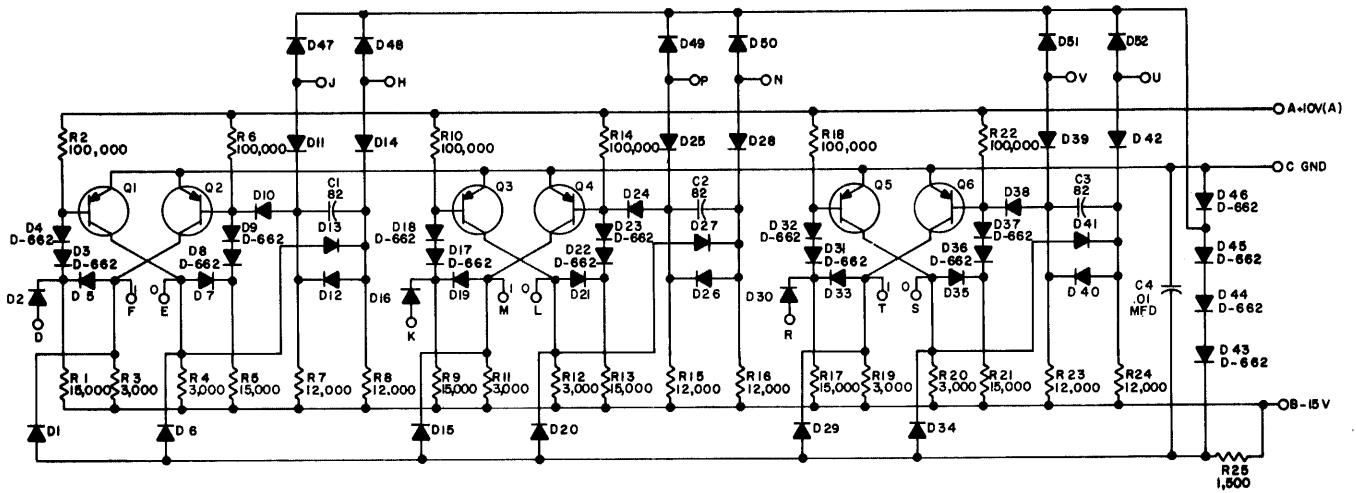 D47 D48 D49 D50 D51 D52
J H P N V U
A+10V(A)
R2 100,000
R6 100,000
D11 D14
R10 100,000
R14 100,000
D25 D28
R18 100,000
R22 100,000
D39 D42
C GND
Q1 Q2 D10 C1 82 D13
Q3 Q4 D24 C2 82 D27
Q5 Q6 D38 C3 82 D41
D46 D-662
D4 D-662
D3
D9 D-662
D8 D-662
D18 D-662
D17 D-662
D23 D-662
D22 D-662
D32 D-662
D31 D-662
D37 D-662
D36 D-662
D45 D-662
D2 D5 1 0 D7 D12
D16 D19 1 0 D21 D26
D30 D33 1 0 D35 D40
C4 .01 MFD
D44 D-662
D F E K M L R T S
D43 D-662
R1 15,000
R3 3,000
R4 3,000
R5 15,000
R7 12,000
R8 12,000
R9 15,000
R11 3,000
R12 3,000
R13 15,000
R15 12,000
R16 12,000
R17 15,000
R19 3,000
R20 3,000
R21 15,000
R23 12,000
R24 12,000
B-15V
D1 D6 D15 D20 D29 D34
R25 1,500